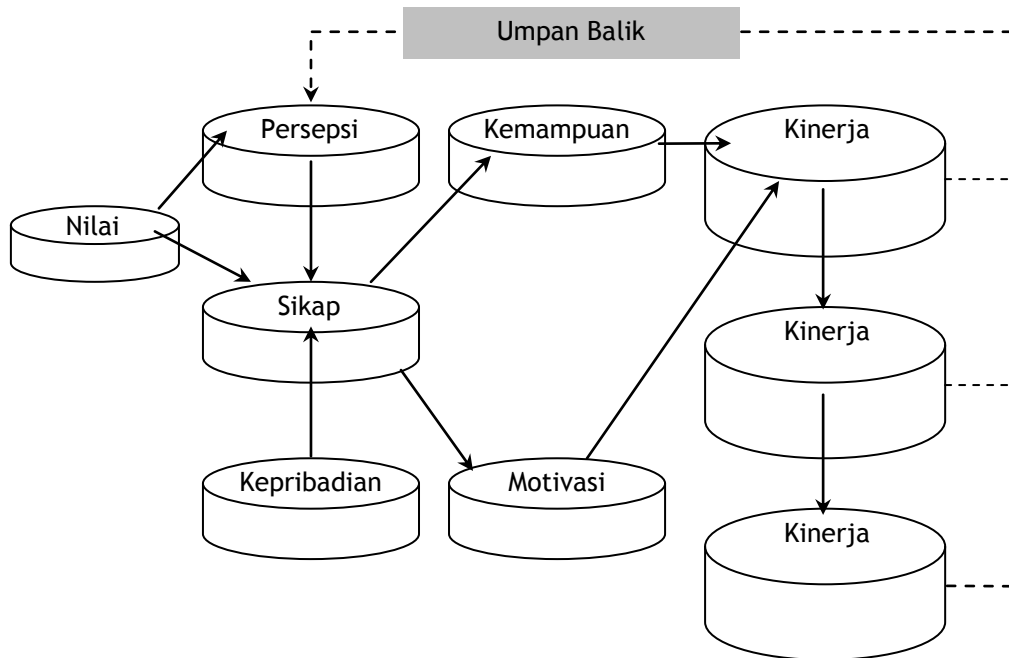 Umpan Balik
Persepsi
Kemampuan
Kinerja
Nilai
Sikap
Kinerja
Kepribadian
Motivasi
Kinerja